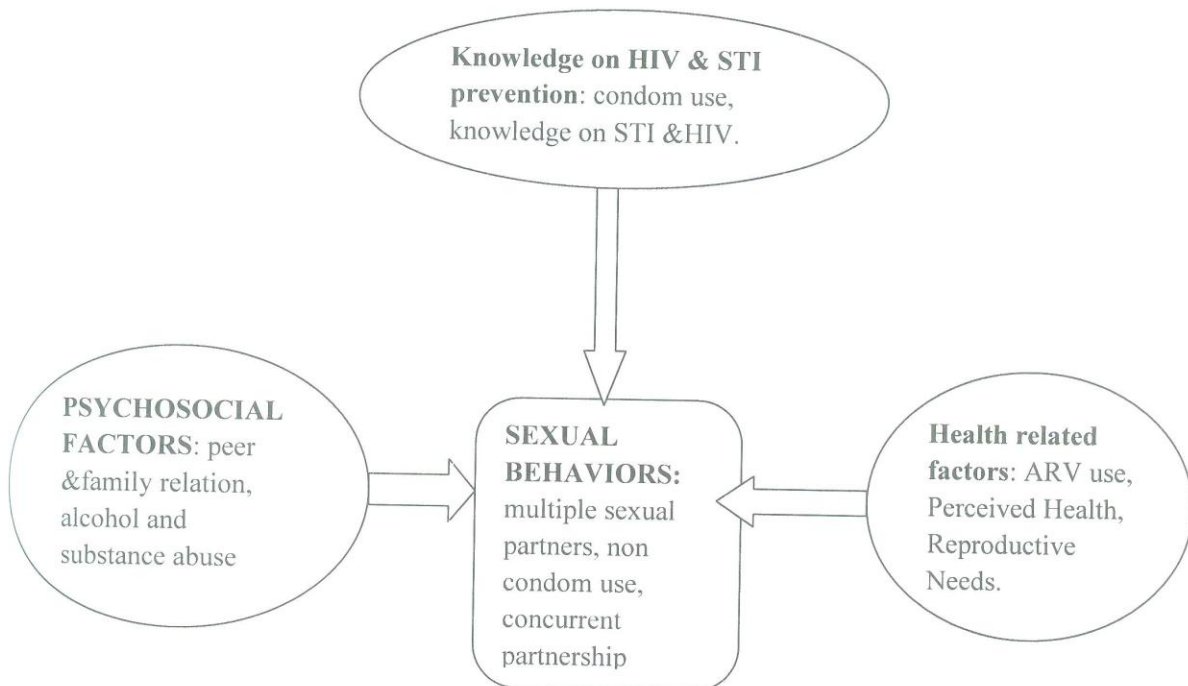 Knowledge on HIV & STI
prevention: condom use,
knowledge on STI &HIV.
PSYCHOSOCIAL
FACTORS: peer
&family relation,
alcohol and
substance abuse
SEXUAL
BEHAVIORS:
multiple sexual
partners, non
condom use,
concurrent
partnership
Health related
factors: ARV use,
Perceived Health,
Reproductive
Needs.